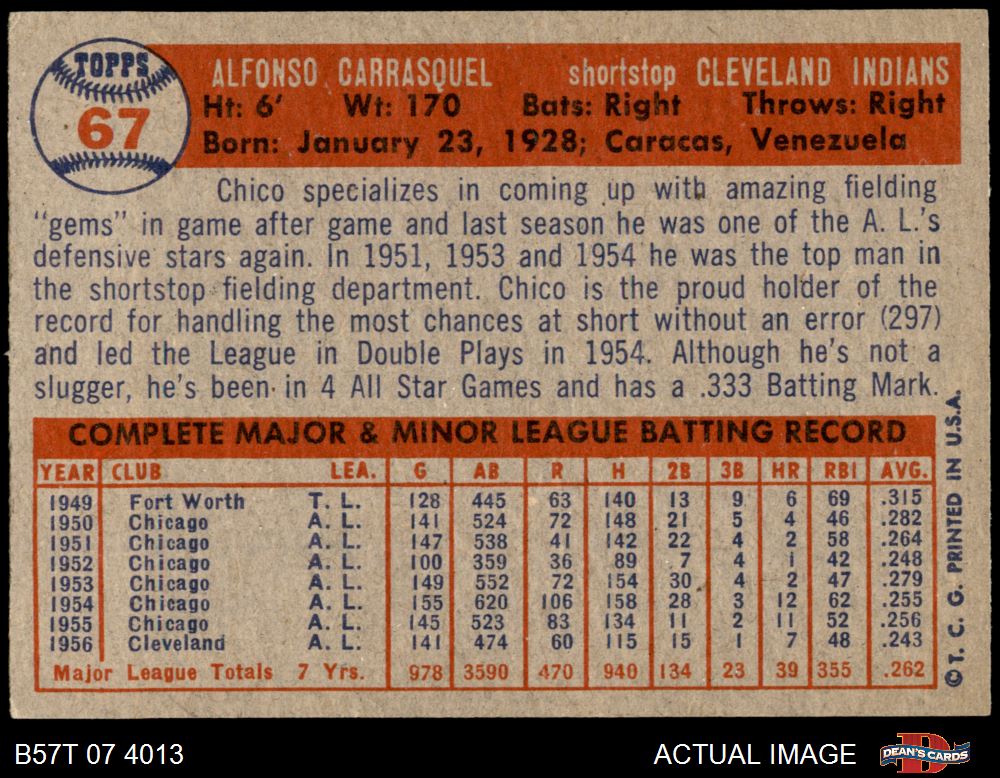 TOPPS
67
ALFONSO CARRASQUEL shortstop CLEVELAND INDIANS
Ht: 6' Wt: 170 Bats: Right Throws: Right
Born: January 23, 1928; Caracas, Venezuela
Chico specializes in coming up with amazing fielding
"gems" in game after game and last season he was one of the A. L.'s
defensive stars again. In 1951, 1953 and 1954 he was the top man in
the shortstop fielding department. Chico is the proud holder of the
record for handling the most chances at short without an error (297)
and led the League in Double Plays in 1954. Although he's not a
slugger, he's been in 4 All Star Games and has a .333 Batting Mark.
COMPLETE MAJOR & MINOR LEAGUE BATTING RECORD
YEAR CLUB LEA. G AB R H 2B 3B HR RBI AVG.
1949 Fort Worth T. L. 128 445 63 140 13 9 6 69 .315
1950 Chicago A. L. 141 524 72 148 21 5 4 46 .282
1951 Chicago A. L. 147 538 41 142 22 4 2 58 .264
1952 Chicago A. L. 100 359 36 89 7 4 1 42 .248
1953 Chicago A. L. 149 552 72 154 30 4 2 47 .279
1954 Chicago A. L. 155 620 106 158 28 3 12 62 .255
1955 Chicago A. L. 145 523 83 134 11 2 11 52 .256
1956 Cleveland A. L. 141 474 60 115 15 1 7 48 .243
Major League Totals 7 Yrs. 978 3590 470 940 134 23 39 355 .262
©T. C. G. PRINTED IN U.S.A.
B57T 07 4013 ACTUAL IMAGE DEAN'S CARDS